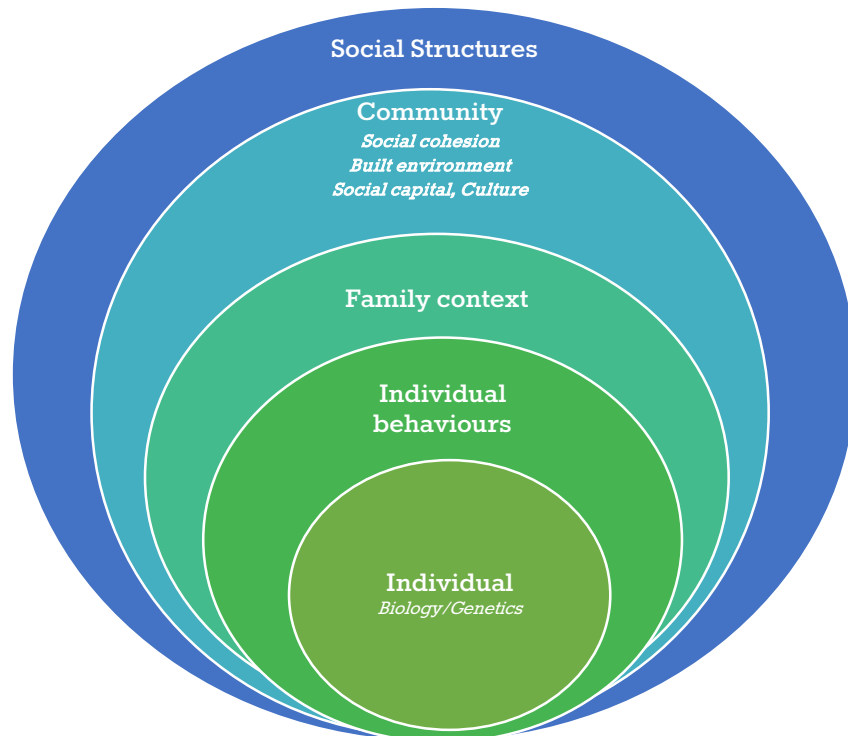 Social Structures
Community
Social cohesion
Built environment
Social capital, Culture
Family context
Individual
behaviours
Individual
Biology/Genetics